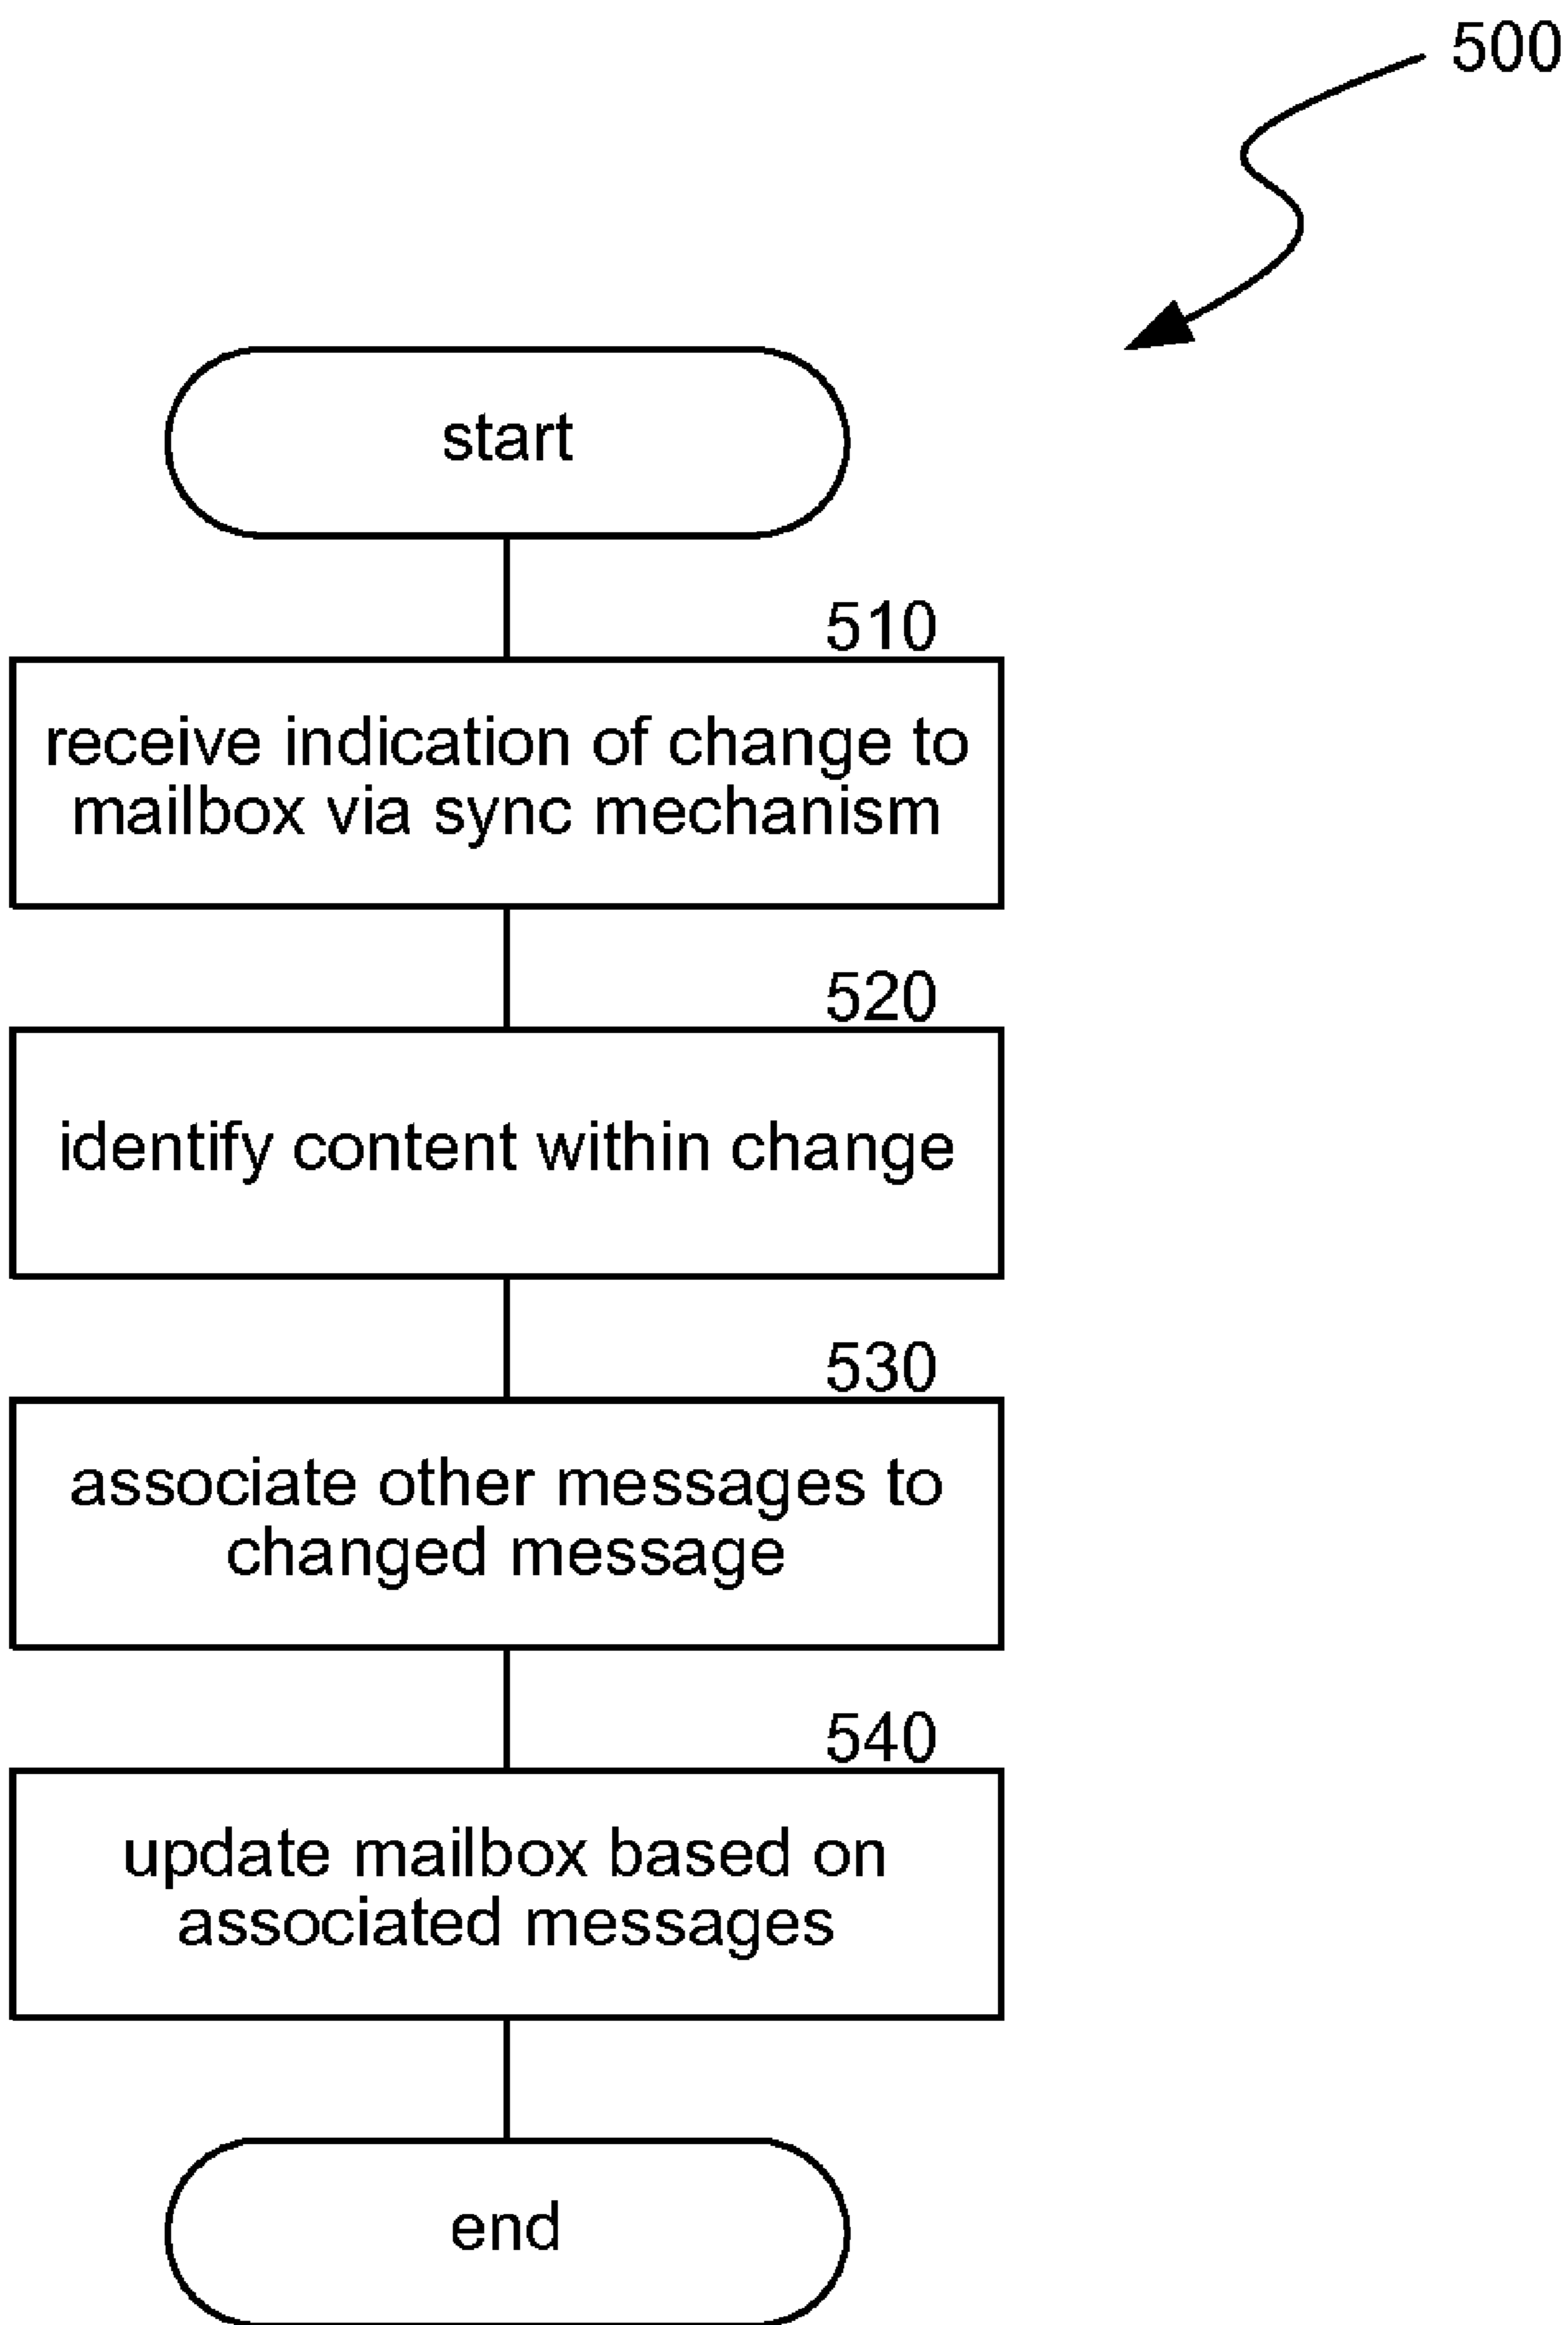 500
start
510
receive indication of change to
mailbox via sync mechanism
520
identify content within change
530
associate other messages to
changed message
540
update mailbox based on
associated messages
end